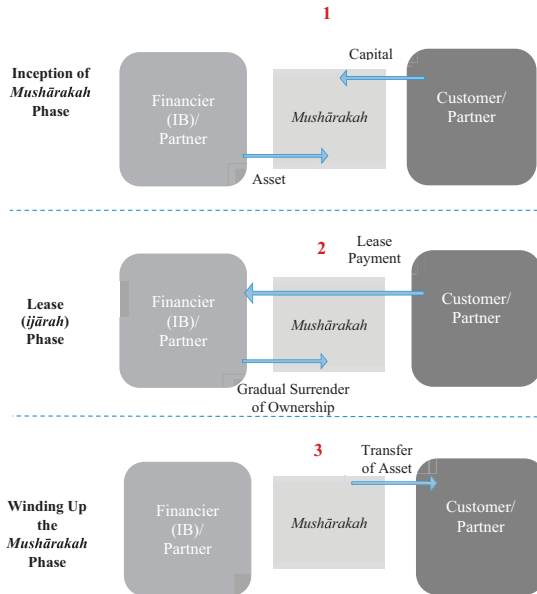 1
Inception of
Mushārakah
Phase
Financier
(IB)/
Partner
Capital
Mushārakah
Asset
Customer/
Partner
2
Lease
(ijārah)
Phase
Financier
(IB)/
Partner
Lease
Payment
Mushārakah
Gradual Surrender
of Ownership
Customer/
Partner
3
Winding Up
the
Mushārakah
Phase
Financier
(IB)/
Partner
Transfer
of Asset
Mushārakah
Customer/
Partner